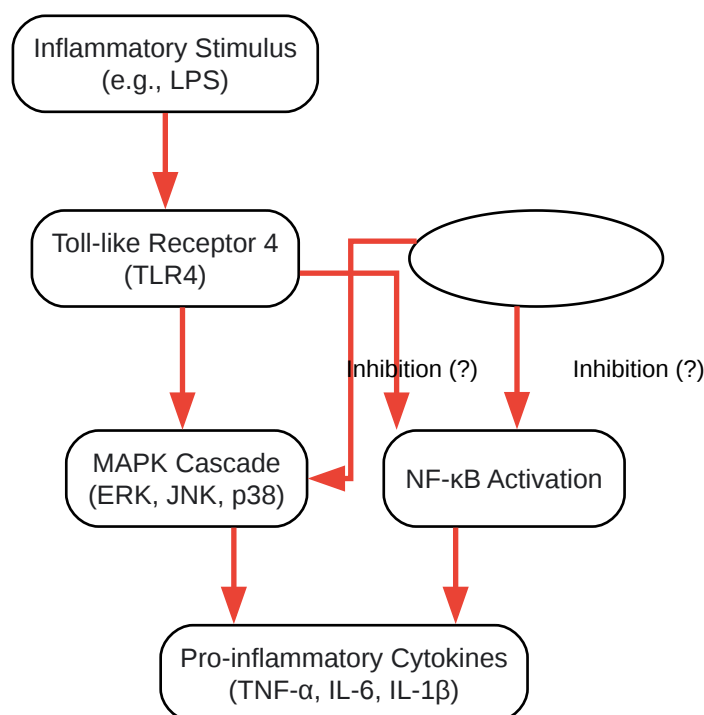 Inflammatory Stimulus
(e.g., LPS)
Toll-like Receptor 4
(TLR4)
Inhibition (?)
Inhibition (?)
MAPK Cascade
(ERK, JNK, p38)
NF-κB Activation
Pro-inflammatory Cytokines
(TNF-α, IL-6, IL-1β)